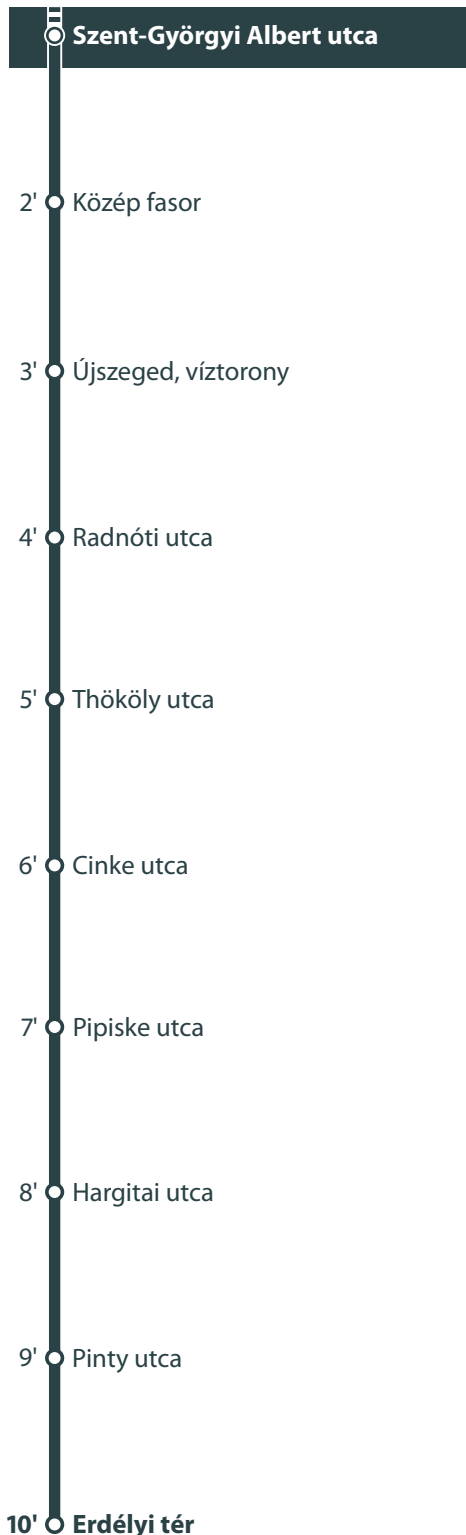 Szent-Györgyi Albert utca
2' Közép fasor
3' Újszeged, víztorony
4' Radnóti utca
5' Thököly utca
6' Cinke utca
7' Pipiske utca
8' Hargitai utca
9' Pinty utca
10' Erdélyi tér